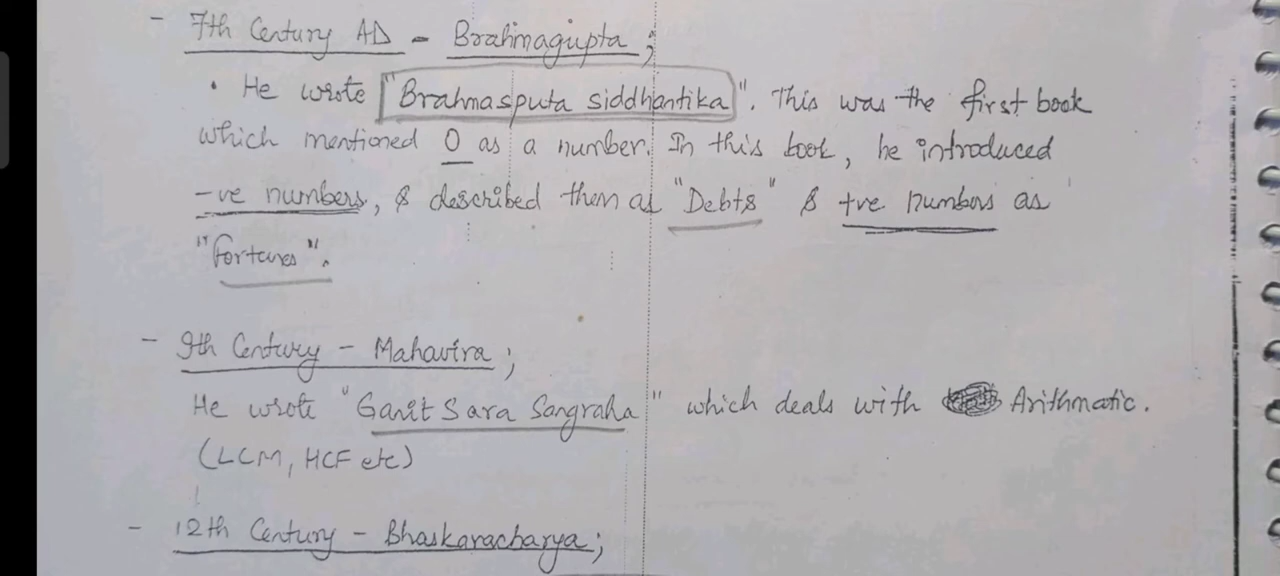 - 7th Century AD - Brahmagupta;
• He wrote "Brahmasputa siddhantika". This was the first book
which mentioned 0 as a number. In this book, he introduced
-ve numbers, & described them as "Debts" & +ve numbers as
"fortunes".
- 9th Century - Mahavira;
He wrote "Ganit Sara Sangraha" which deals with Arithmatic.
(LCM, HCF etc)
- 12th Century - Bhaskaracharya;